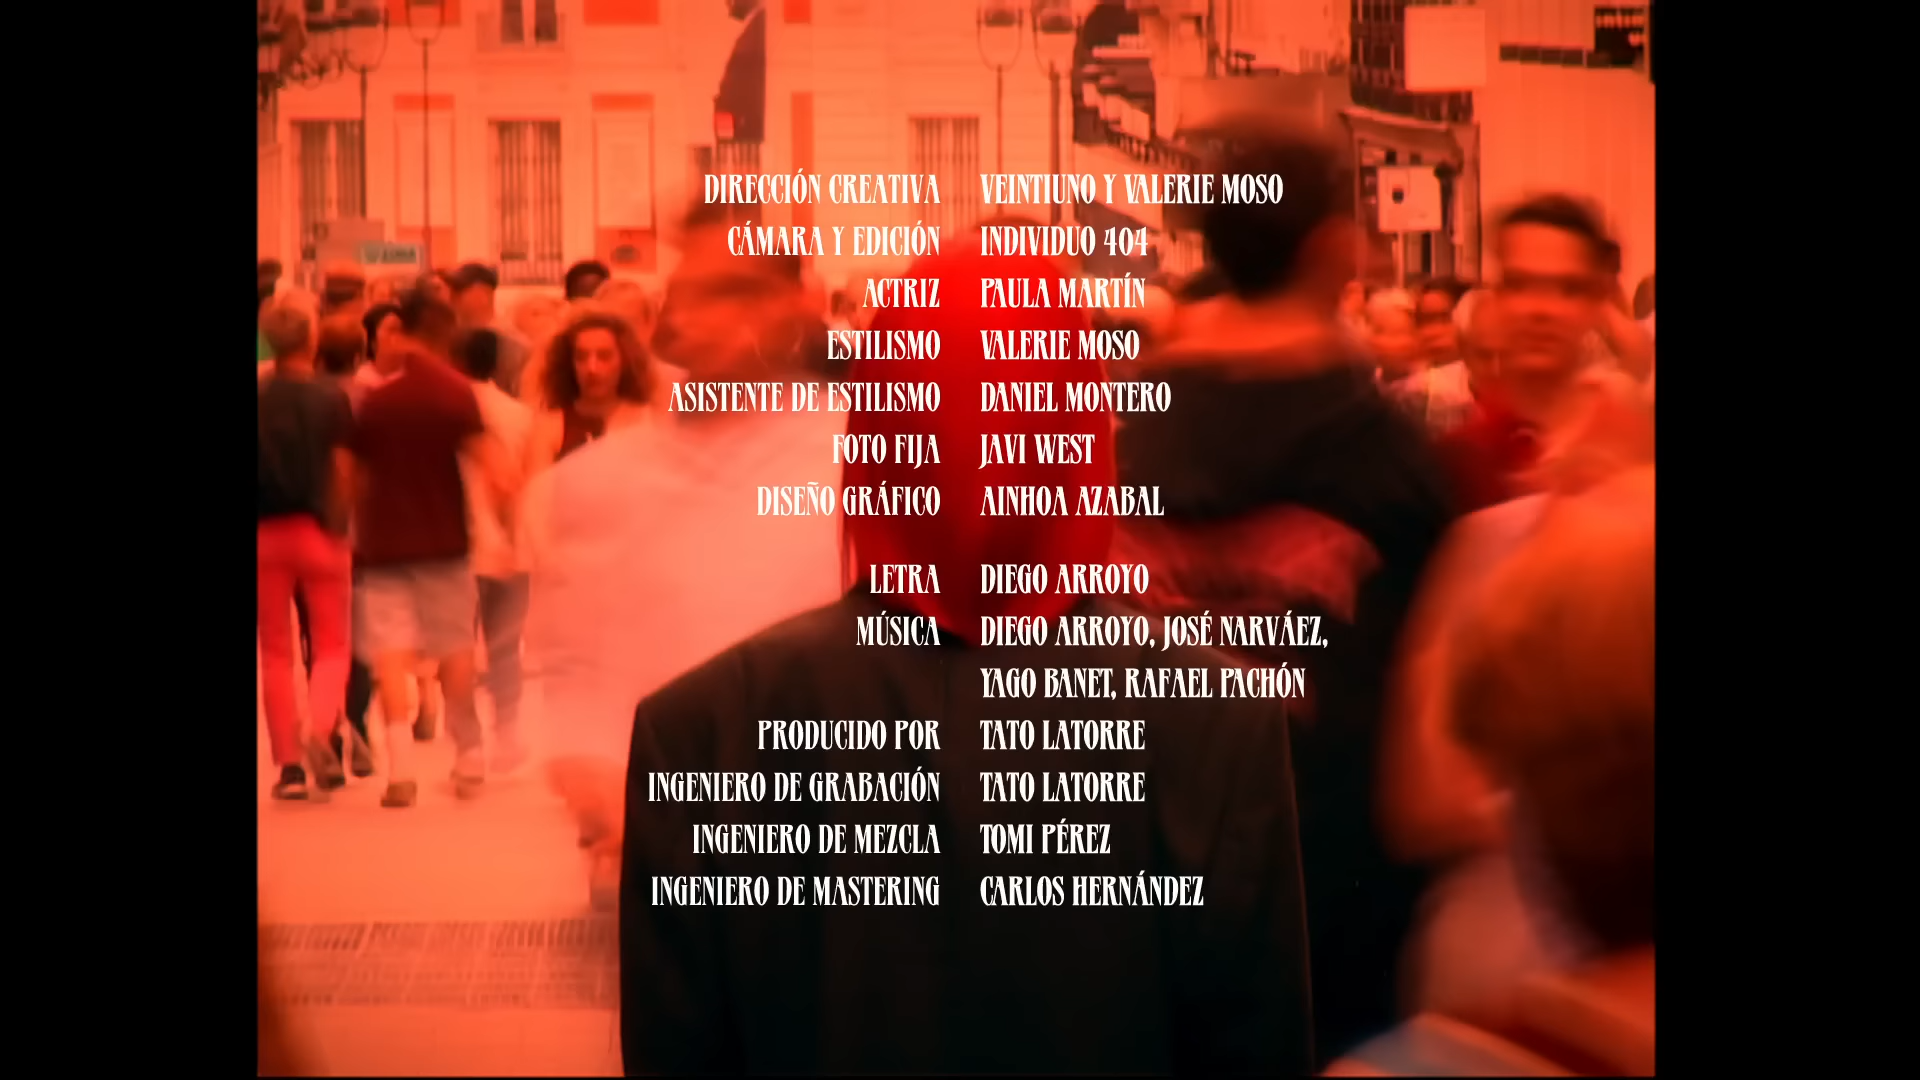 DIRECCIÓN CREATIVA VEINTIUNO Y VALERIE MOSO
CÁMARA Y EDICIÓN INDIVIDUO 404
ACTRIZ PAULA MARTÍN
ESTILISMO VALERIE MOSO
ASISTENTE DE ESTILISMO DANIEL MONTERO
FOTO FIJA JAVI WEST
DISEÑO GRÁFICO AINHOA AZABAL
LETRA DIEGO ARROYO
MÚSICA DIEGO ARROYO, JOSÉ NARVÁEZ,
YAGO BANET, RAFAEL PACHÓN
PRODUCIDO POR TATO LATORRE
INGENIERO DE GRABACIÓN TATO LATORRE
INGENIERO DE MEZCLA TOMI PÉREZ
INGENIERO DE MASTERING CARLOS HERNÁNDEZ